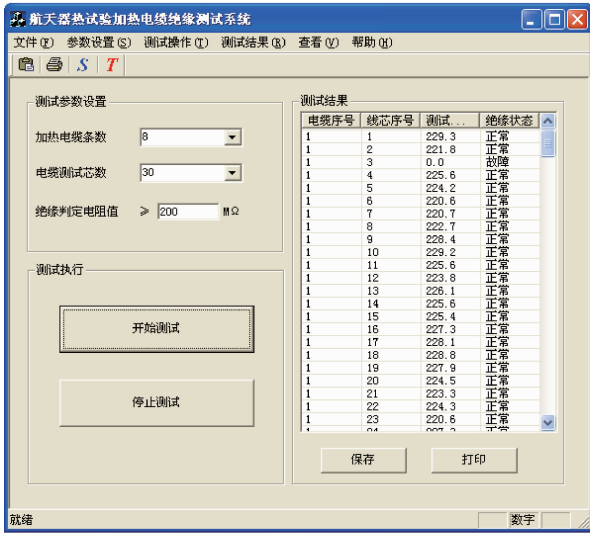 航天器热试验加热电缆绝缘测试系统
文件(F) 参数设置(S) 测试操作(T) 测试结果(R) 查看(V) 帮助(H)
S T
测试参数设置
加热电缆条数 8
电缆测试芯数 30
绝缘判定电阻值 ≥ 200 MΩ
测试执行
开始测试
停止测试
测试结果
电缆序号 线芯序号 测试... 绝缘状态
1 1 229.3 正常
1 2 221.8 正常
1 3 0.0 故障
1 4 225.6 正常
1 5 224.2 正常
1 6 220.6 正常
1 7 220.7 正常
1 8 222.7 正常
1 9 228.4 正常
1 10 229.2 正常
1 11 225.6 正常
1 12 223.8 正常
1 13 226.1 正常
1 14 225.6 正常
1 15 225.4 正常
1 16 227.3 正常
1 17 228.1 正常
1 18 228.8 正常
1 19 227.9 正常
1 20 224.5 正常
1 21 223.3 正常
1 22 224.3 正常
1 23 220.6 正常
保存 打印
就绪 数字